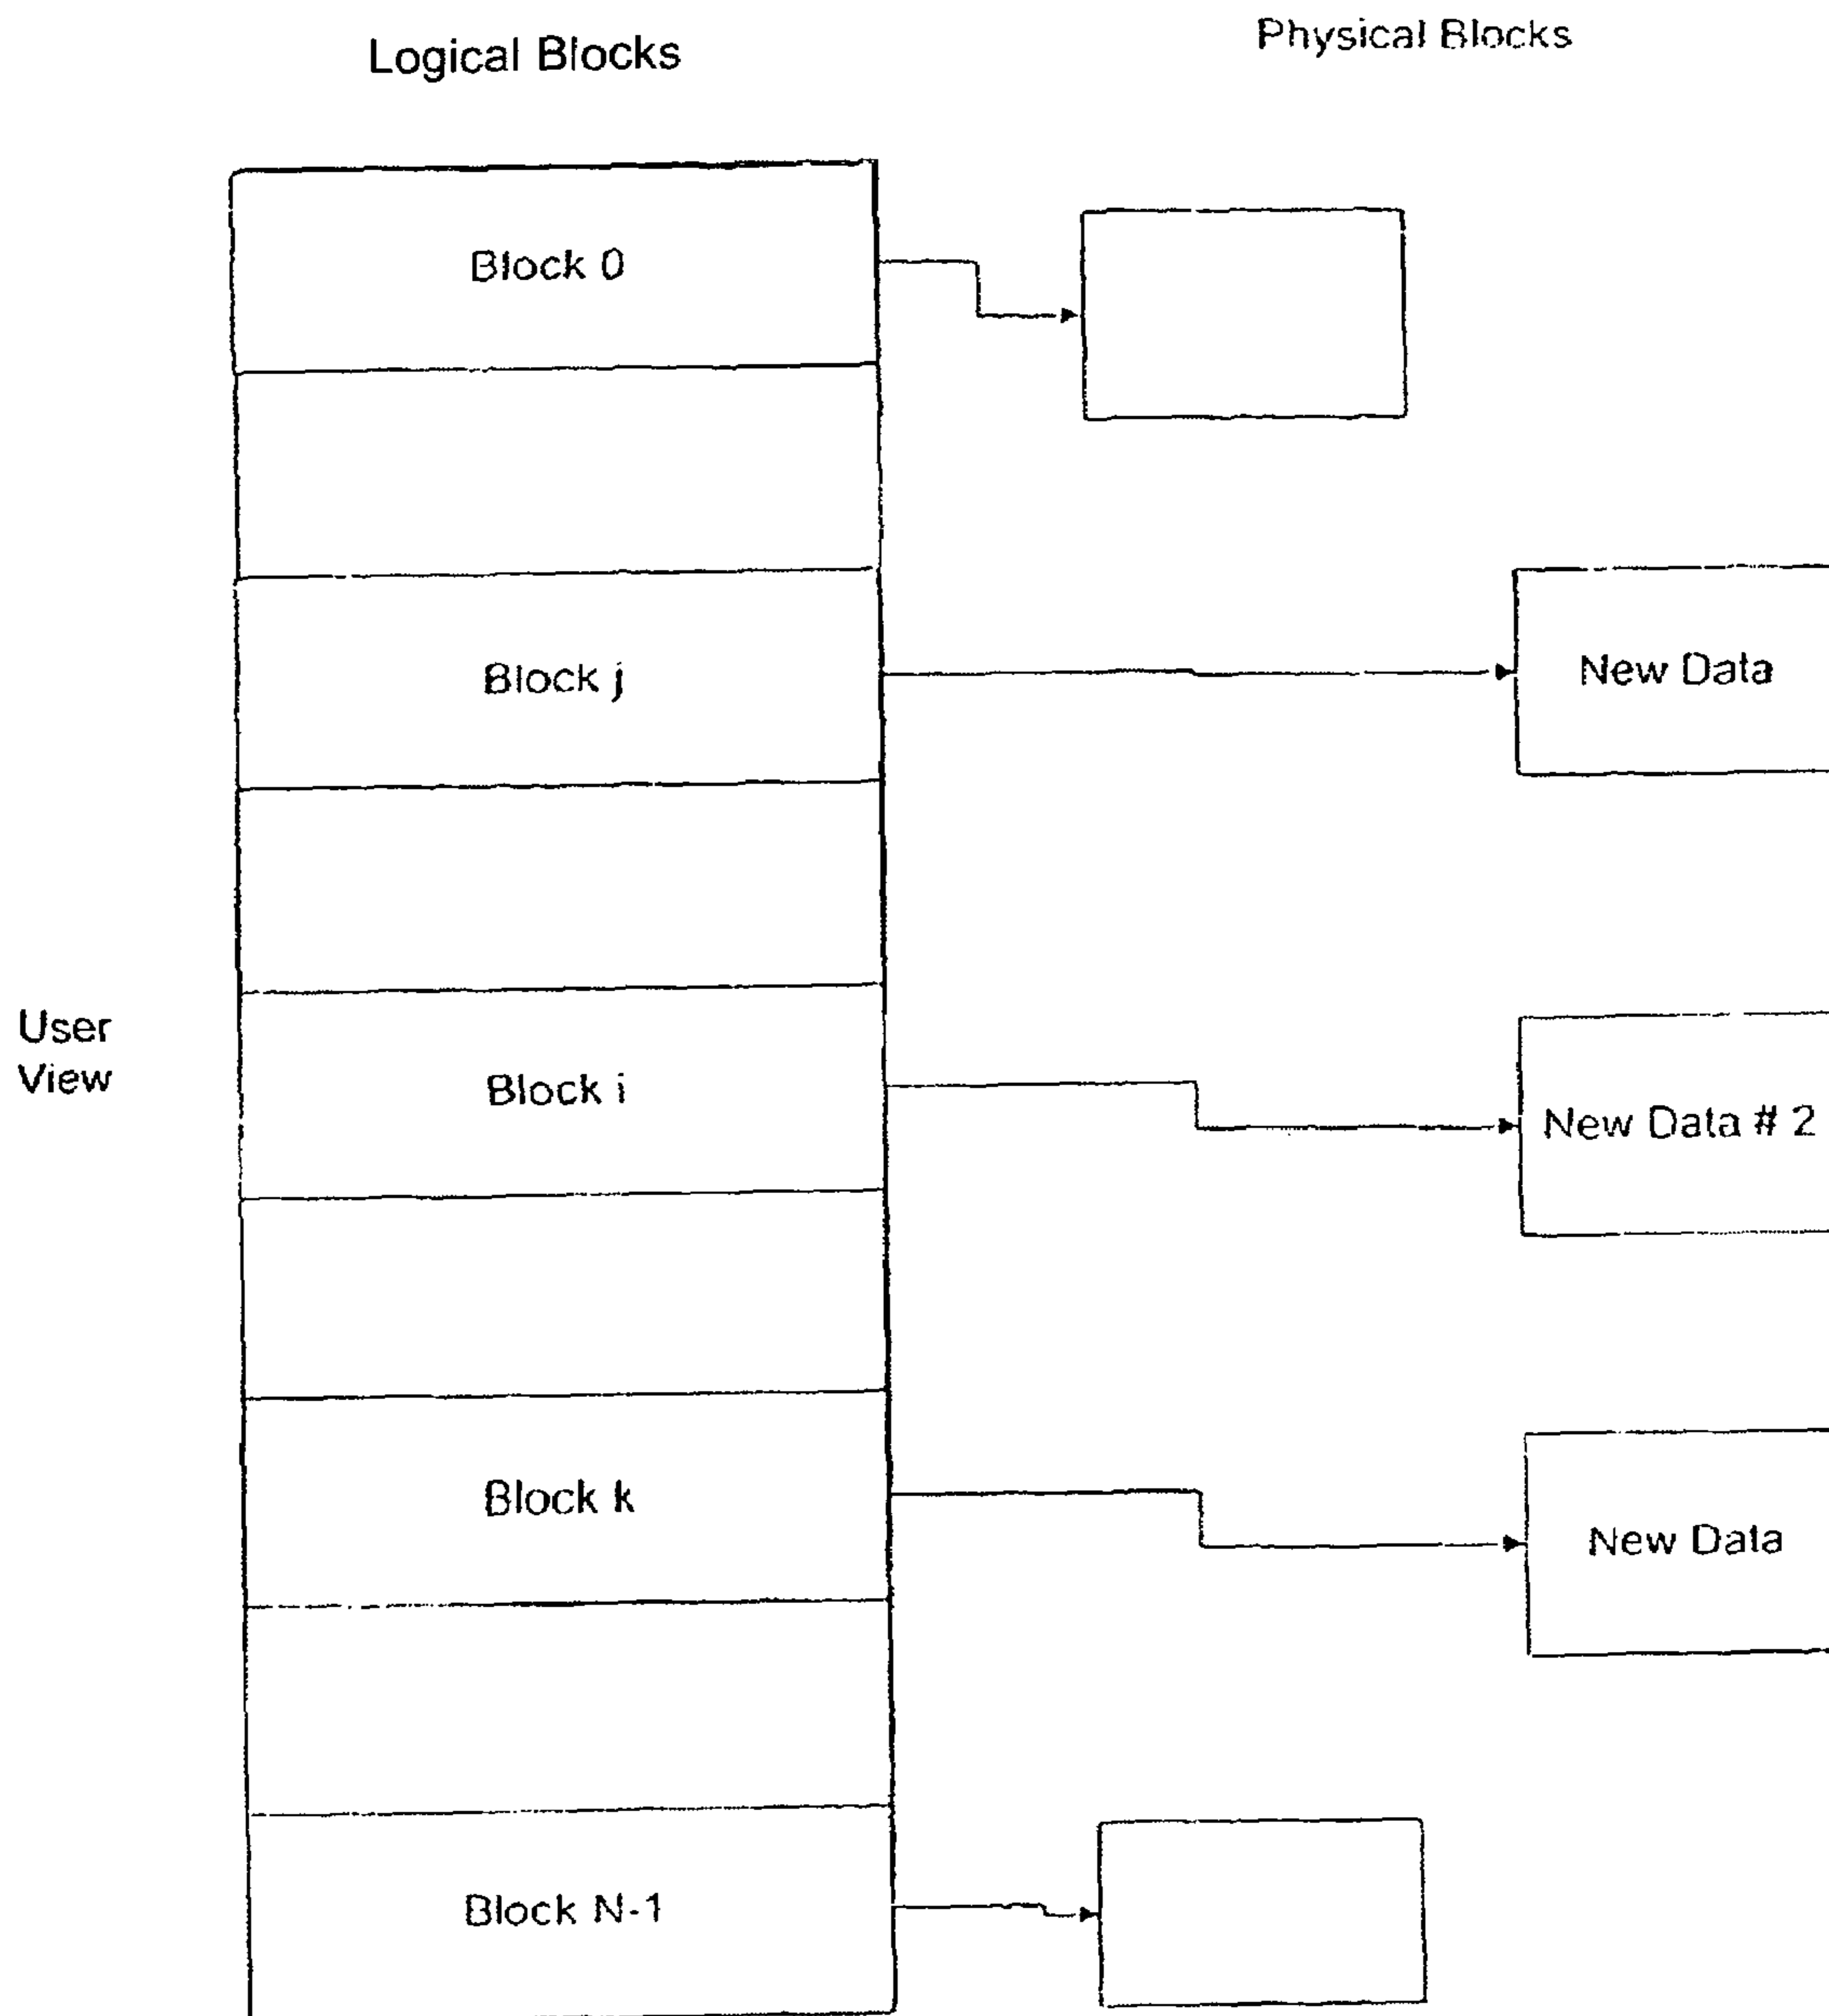 Logical Blocks
Physical Blocks
Block 0
Block j
New Data
User
View
Block i
New Data # 2
Block k
New Data
Block N-1